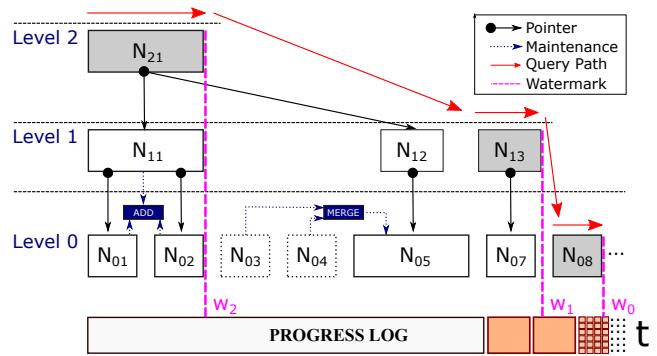 Level 2
N21
Pointer
Maintenance
Query Path
Watermark
Level 1
N11
N12
N13
ADD
MERGE
Level 0
N01
N02
N03
N04
N05
N07
N08
...
w2
w1
w0
PROGRESS LOG
t